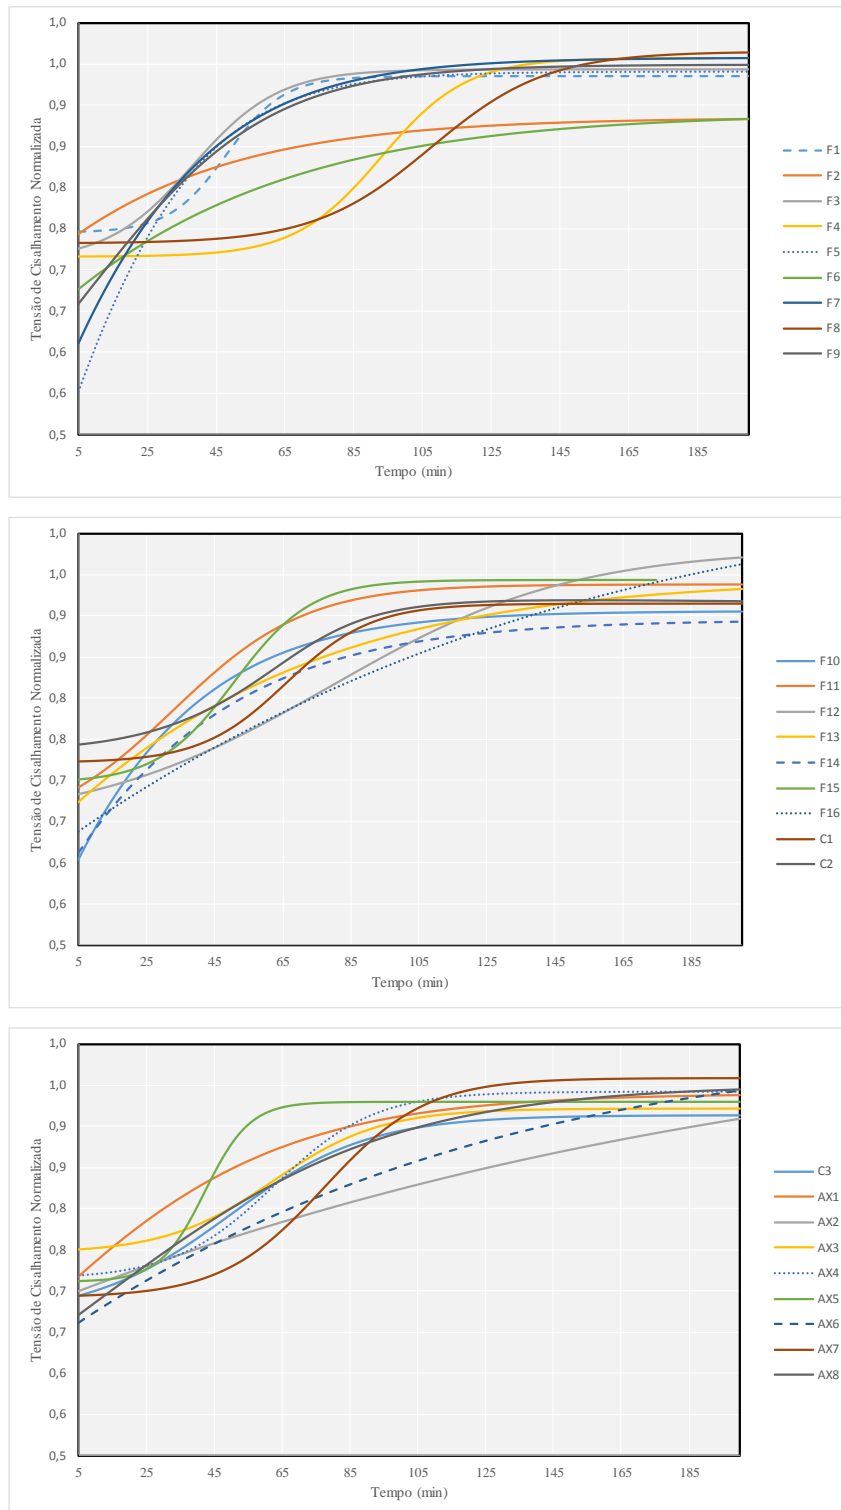 1,0
1,0
0,9
0,9
0,8
0,8
0,7
0,7
0,6
0,6
0,5
Tensão de Cisalhamento Normalizada
5 25 45 65 85 105 125 145 165 185
Tempo (min)
F1
F2
F3
F4
F5
F6
F7
F8
F9
1,0
1,0
0,9
0,9
0,8
0,8
0,7
0,7
0,6
0,6
0,5
Tensão de Cisalhamento Normalizada
5 25 45 65 85 105 125 145 165 185
Tempo (min)
F10
F11
F12
F13
F14
F15
F16
C1
C2
1,0
1,0
0,9
0,9
0,8
0,8
0,7
0,7
0,6
0,6
0,5
Tensão de Cisalhamento Normalizada
5 25 45 65 85 105 125 145 165 185
Tempo (min)
C3
AX1
AX2
AX3
AX4
AX5
AX6
AX7
AX8